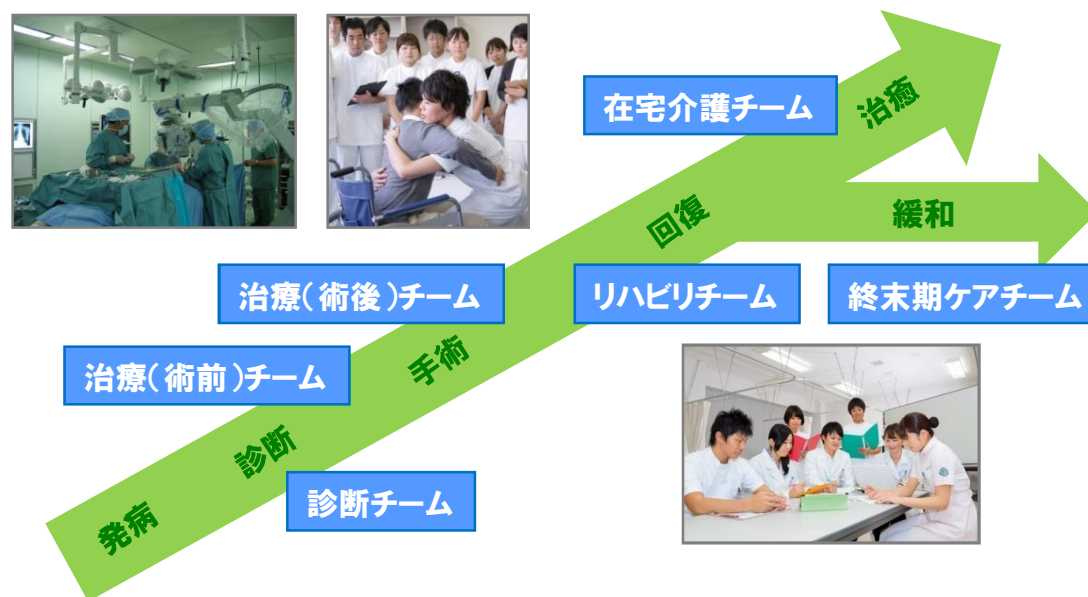 在宅介護チーム
治癒
回復
緩和
治療(術後)チーム
リハビリチーム
終末期ケアチーム
手術
治療(術前)チーム
診断
診断チーム
発病